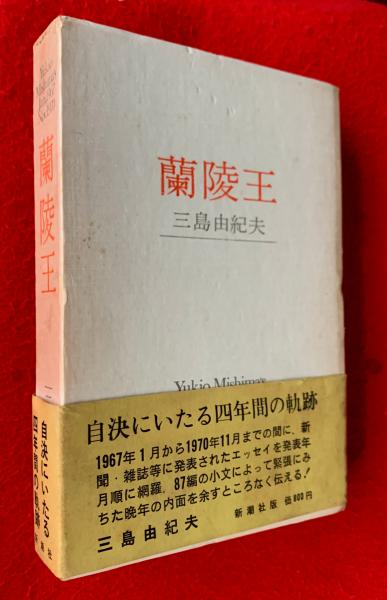 蘭陵王
三島由紀夫
Yukio Mishima's
自決にいたる四年間の軌跡
1967年1月から1970年11月までの間に、新
聞・雑誌等に発表されたエッセイを発表年
月順に網羅。87編の小文によって緊張にみ
ちた晩年の内面を余すところなく伝える!
三島由紀夫
新潮社版 価800円
Yukio
Mishima's
蘭陵王
三
自決にいたる
四年間の軌跡
新潮社